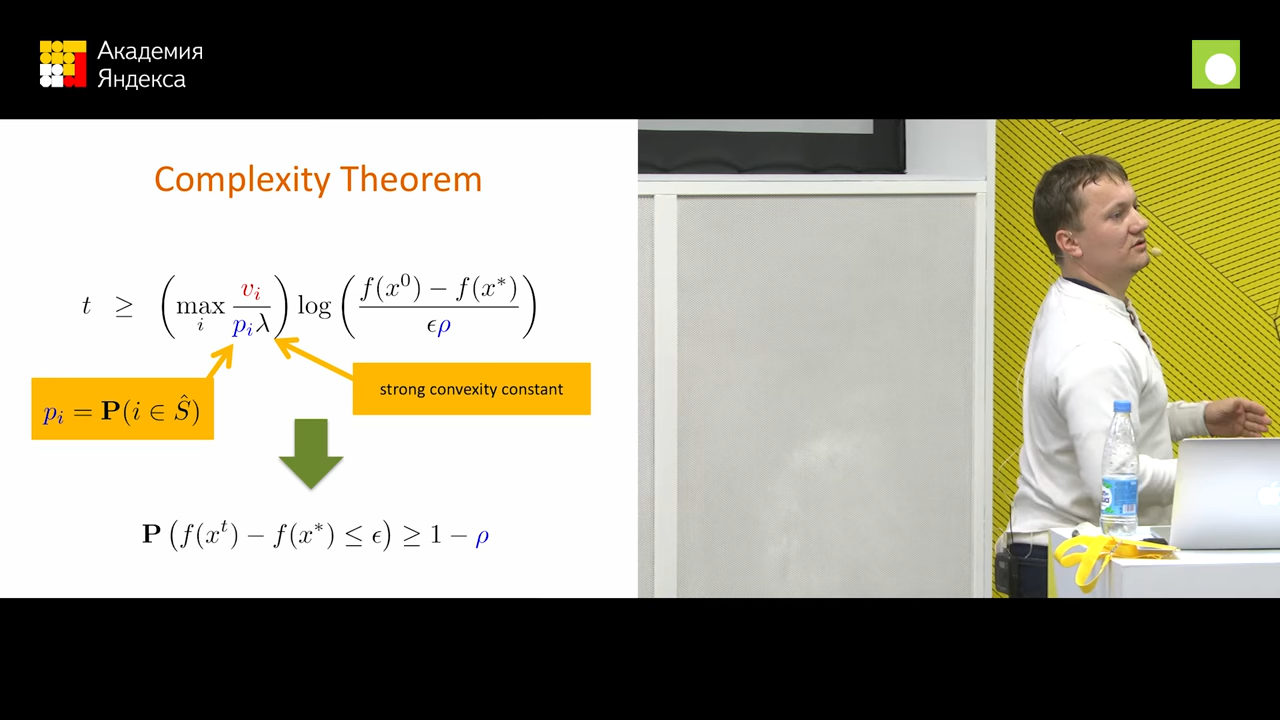 Академия
Яндекса
Complexity Theorem
t ≥ ( max_i v_i / (p_i λ) ) log ( (f(x^0) − f(x^*)) / (ϵρ) )
strong convexity constant
p_i = P(i ∈ Ŝ)
P (f(x^t) − f(x^*) ≤ ϵ) ≥ 1 − ρ